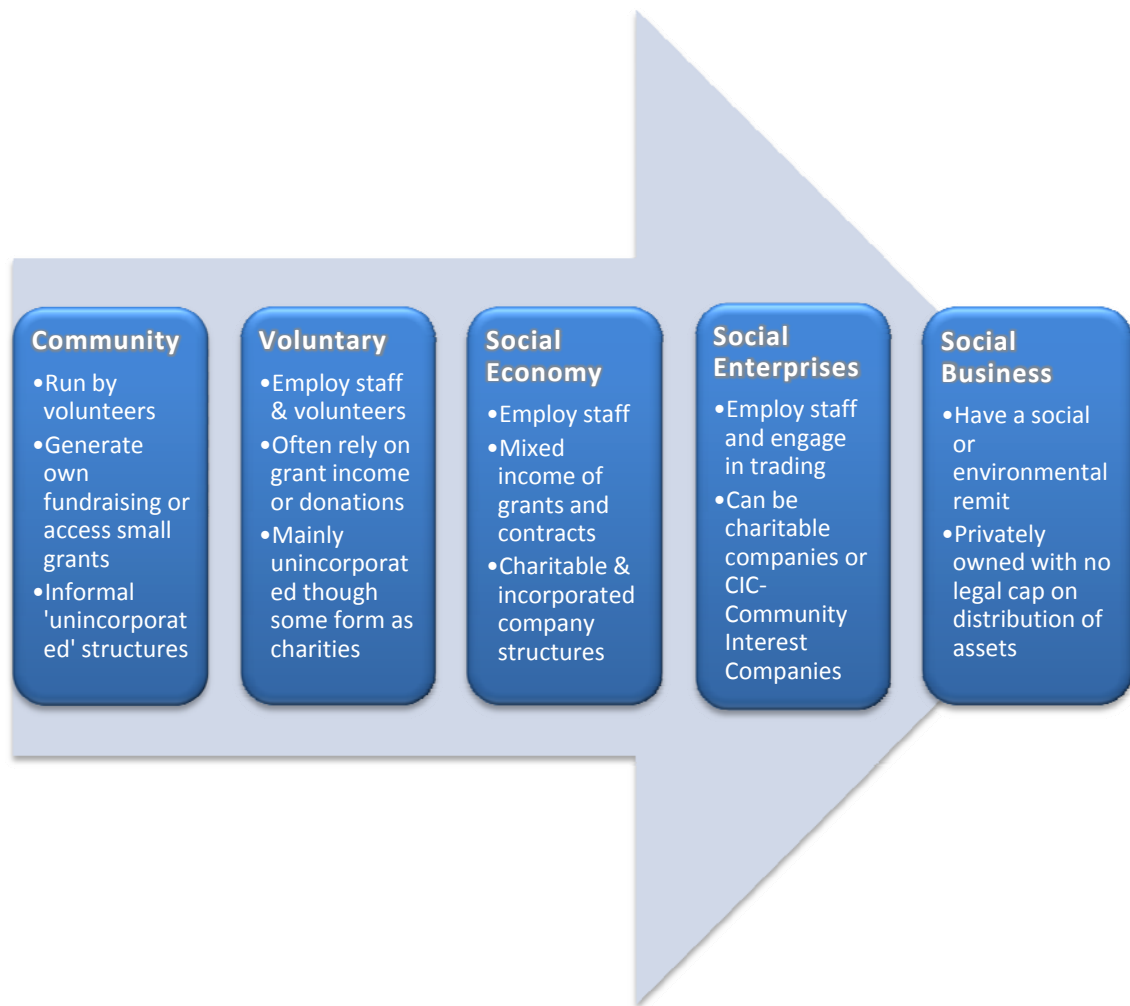 Community
•Run by
volunteers
•Generate
own
fundraising or
access small
grants
•Informal
'unincorporat
ed' structures
Voluntary
•Employ staff
& volunteers
•Often rely on
grant income
or donations
•Mainly
unincorporat
ed though
some form as
charities
Social
Economy
•Employ staff
•Mixed
income of
grants and
contracts
•Charitable &
incorporated
company
structures
Social
Enterprises
•Employ staff
and engage
in trading
•Can be
charitable
companies or
CIC-
Community
Interest
Companies
Social
Business
•Have a social
or
environmental
remit
•Privately
owned with no
legal cap on
distribution of
assets